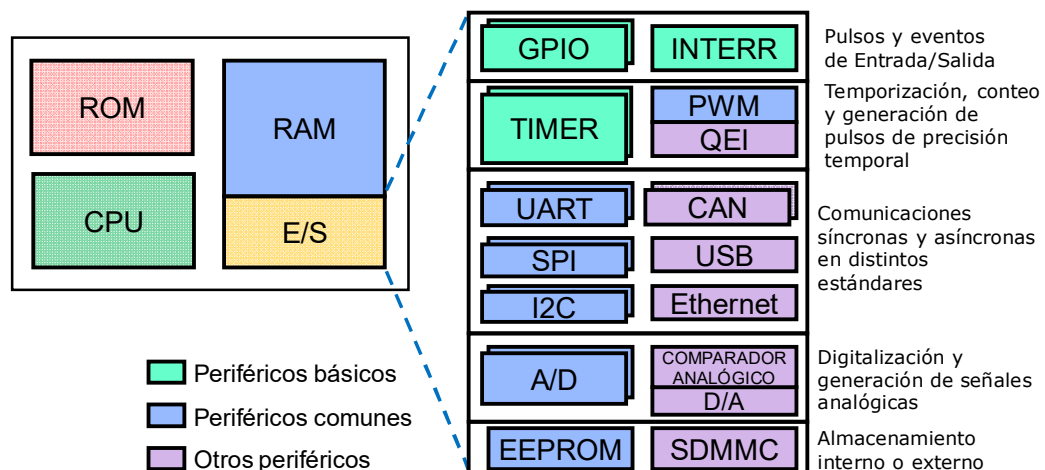 ROM
RAM
CPU
E/S
Periféricos básicos
Periféricos comunes
Otros periféricos
GPIO
INTERR
Pulsos y eventos
de Entrada/Salida
TIMER
PWM
QEI
Temporización, conteo
y generación de
pulsos de precisión
temporal
UART
CAN
SPI
USB
I2C
Ethernet
Comunicaciones
síncronas y asíncronas
en distintos
estándares
A/D
COMPARADOR
ANALÓGICO
D/A
Digitalización y
generación de señales
analógicas
EEPROM
SDMMC
Almacenamiento
interno o externo